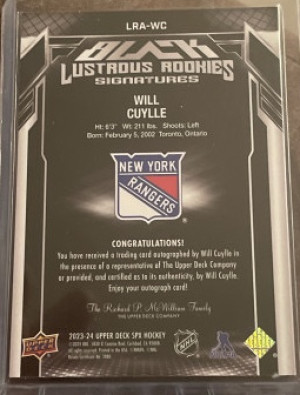 LRA-WC
BLACK
LUSTROUS ROOKIES
SIGNATURES
WILL
CUYLLE
Ht: 6'3" Wt: 211 lbs. Shoots: Left
Born: February 5, 2002 Toronto, Ontario
NEW YORK
RANGERS
CONGRATULATIONS!
You have received a trading card autographed by Will Cuylle in
the presence of a representative of The Upper Deck Company
or provided, and certified as to its authenticity, by Will Cuylle.
Enjoy your autograph card!
The Richard P. McWilliam Family
THE UPPER DECK COMPANY
2023-24 UPPER DECK SPX HOCKEY
UPPER DECK
NHL